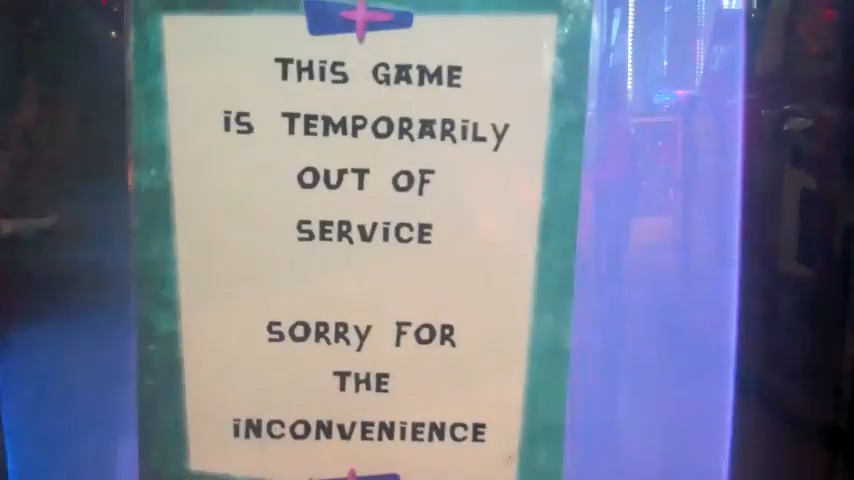 THIS GAME
IS TEMPORARILY
OUT OF
SERVICE
SORRY FOR
THE
INCONVENIENCE